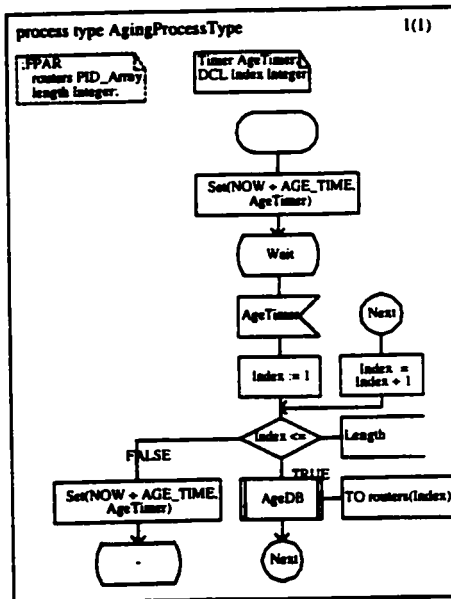 process type AgingProcessType
1(1)
;FPAR
routers PID_Array
length Integer;
Timer AgeTimer;
DCL Index Integer
Set(NOW + AGE_TIME,
AgeTimer)
Wait
AgeTimer
Next
Index := 1
Index =
Index + 1
Index <=
Length
FALSE
TRUE
Set(NOW + AGE_TIME,
AgeTimer)
AgeDB
TO routers(Index)
-
Next